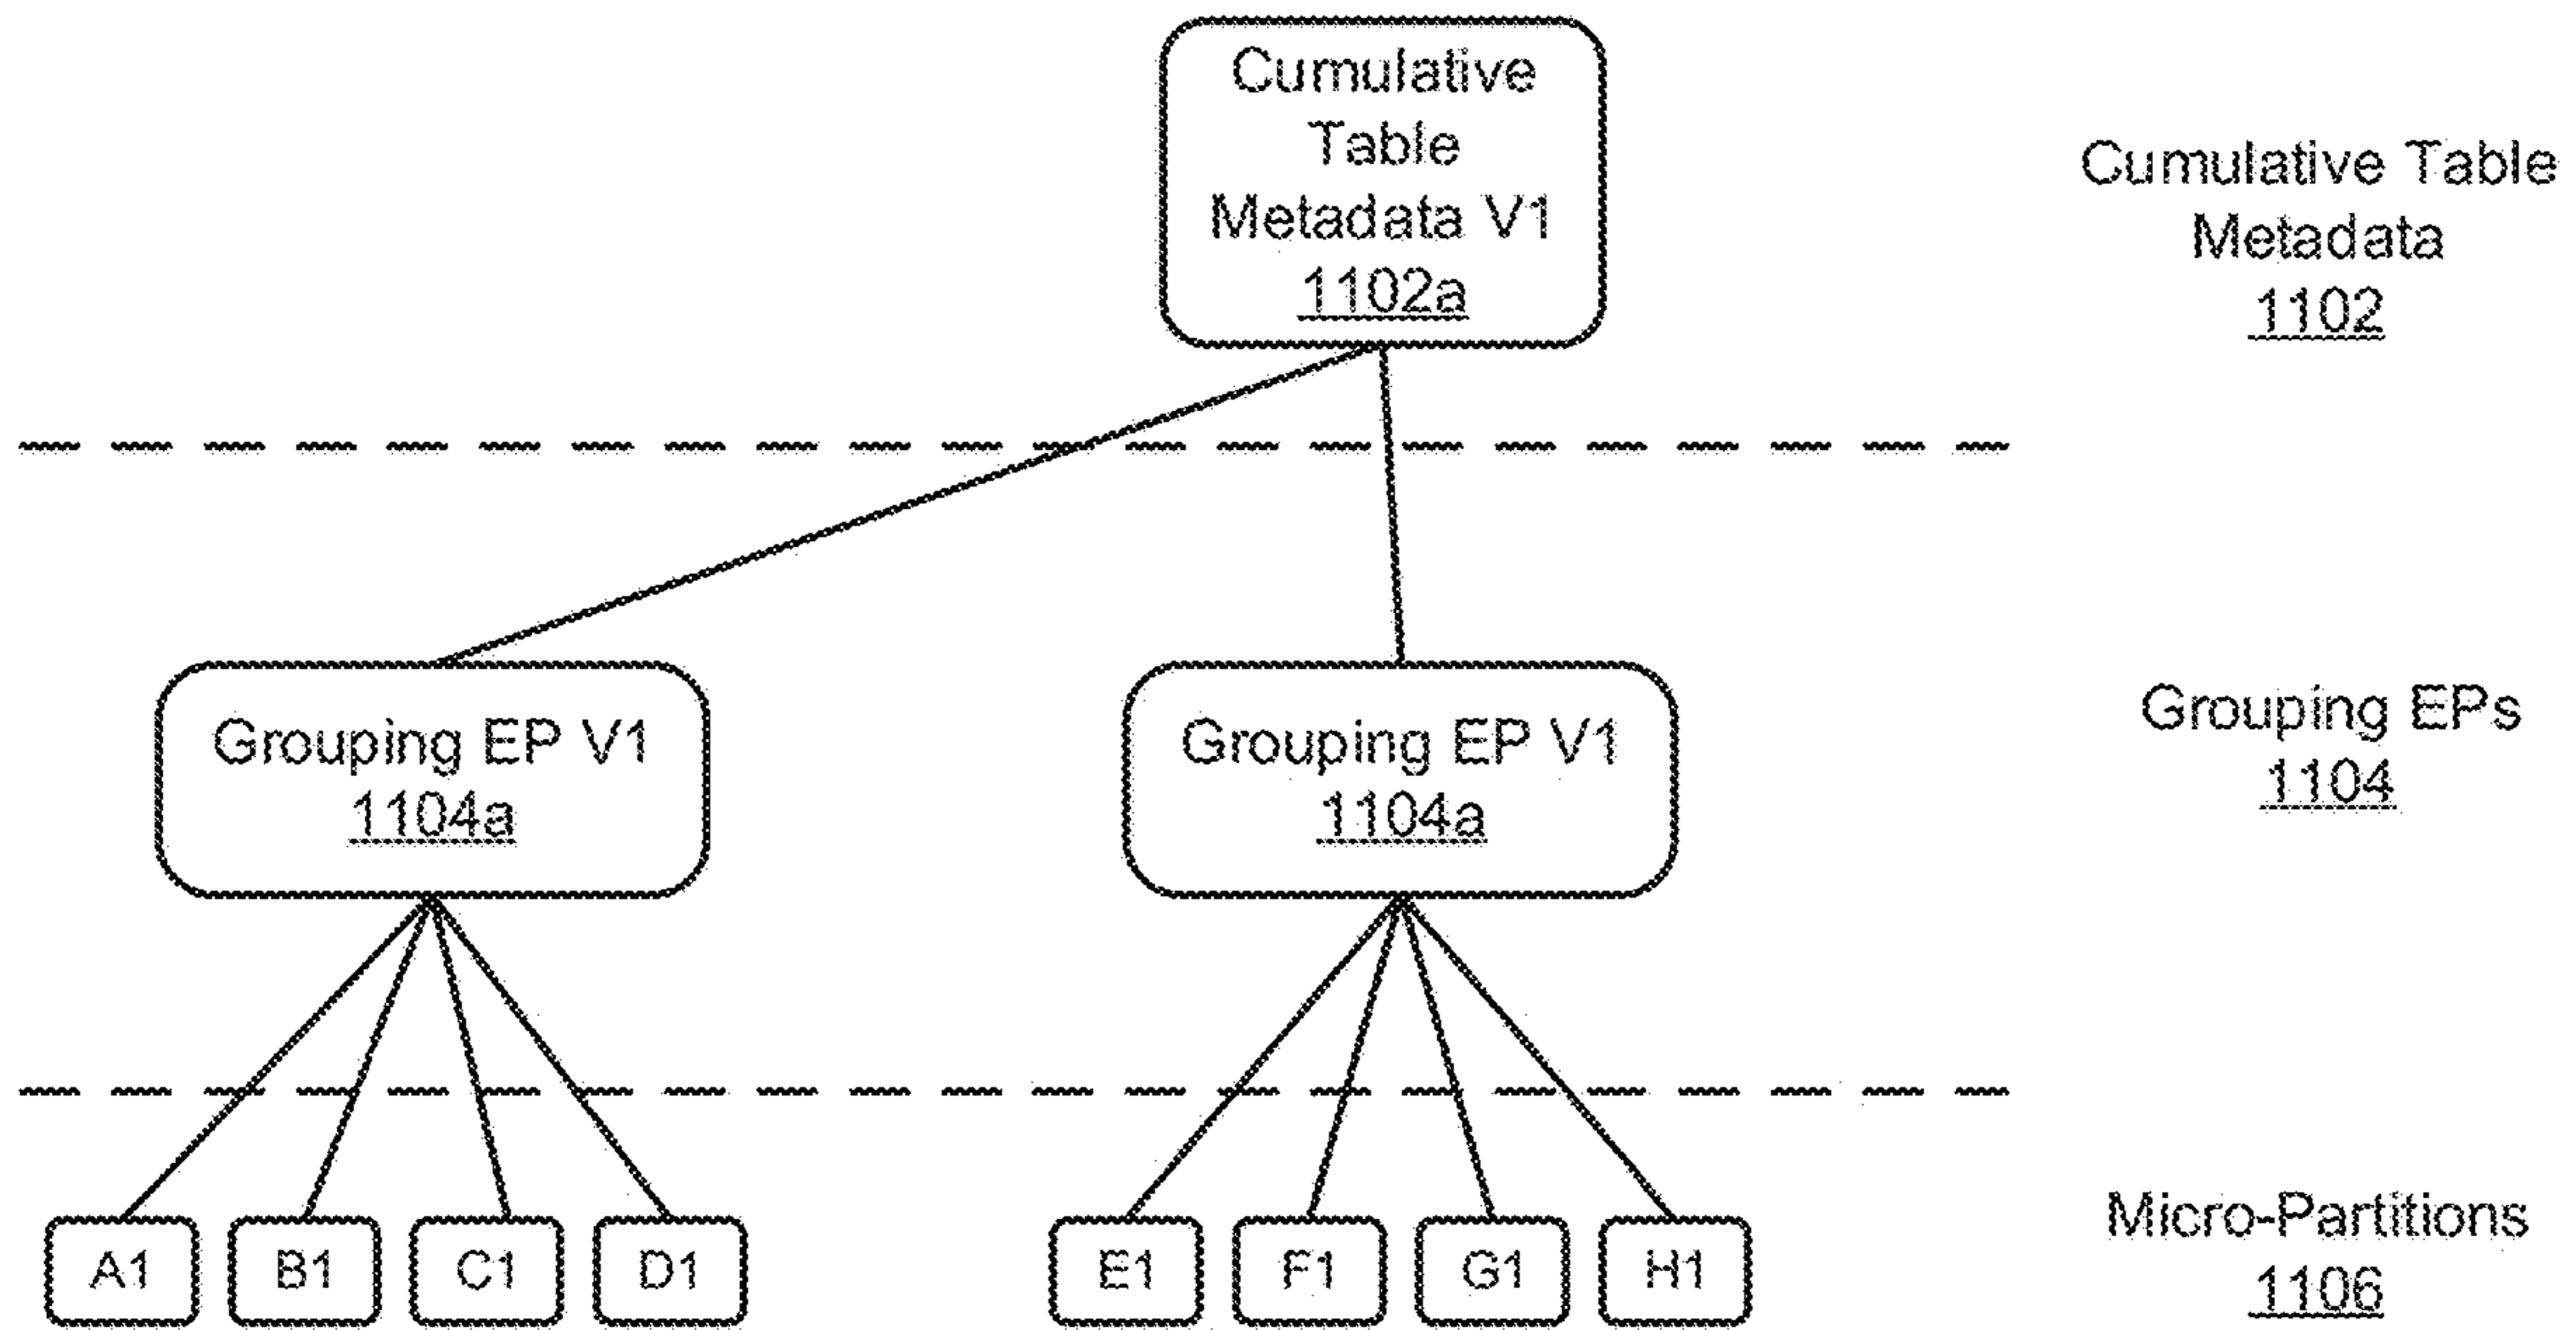 Cumulative
Table
Metadata V1
1102a
Cumulative Table
Metadata
1102
Grouping EP V1
1104a
Grouping EP V1
1104a
Grouping EPs
1104
A1
B1
C1
D1
E1
F1
G1
H1
Micro-Partitions
1106